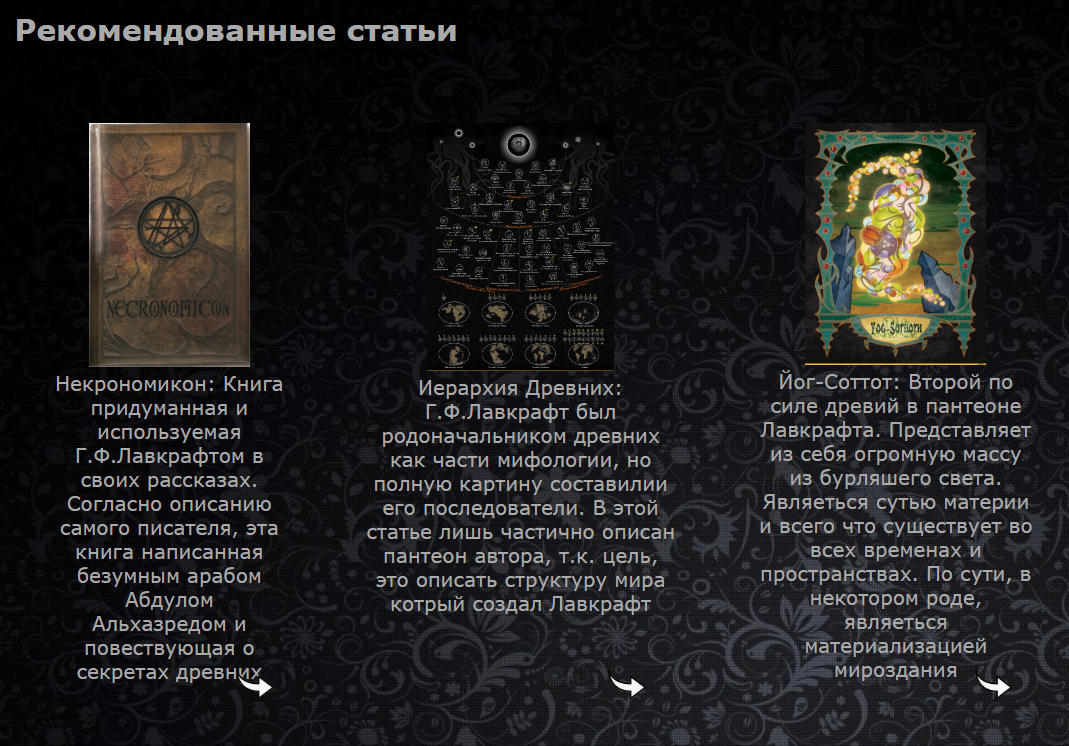 Рекомендованные статьи
NECRONOMICON
Некрономикон: Книга
придуманная и
используемая
Г.Ф.Лавкрафтом в
своих рассказах.
Согласно описанию
самого писателя, эта
книга написанная
безумным арабом
Абдулом
Альхазредом и
повествующая о
секретах древних
Иерархия Древних:
Г.Ф.Лавкрафт был
родоначальником древних
как части мифологии, но
полную картину составилии
его последователи. В этой
статье лишь частично описан
пантеон автора, т.к. цель,
это описать структуру мира
котрый создал Лавкрафт
Yog-Sothoth
Йог-Соттот: Второй по
силе древий в пантеоне
Лавкрафта. Представляет
из себя огромную массу
из бурляшего света.
Являеться сутью материи
и всего что существует во
всех временах и
пространствах. По сути, в
некотором роде,
являеться
материализацией
мироздания